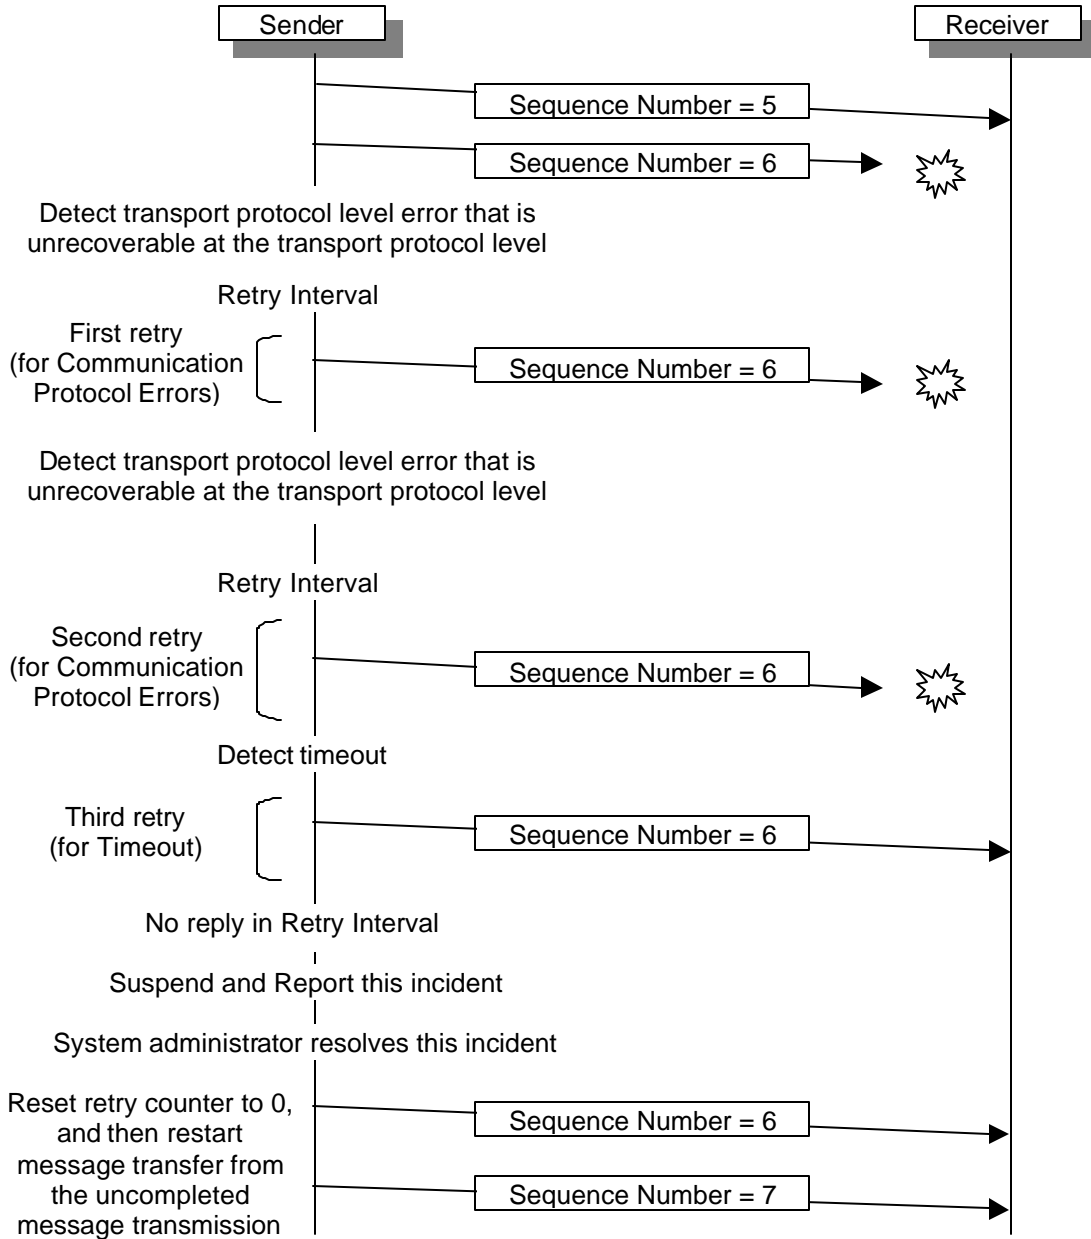 Sender
Receiver
Sequence Number = 5
Sequence Number = 6
Detect transport protocol level error that is
unrecoverable at the transport protocol level
Retry Interval
First retry
(for Communication
Protocol Errors)
Sequence Number = 6
Detect transport protocol level error that is
unrecoverable at the transport protocol level
Retry Interval
Second retry
(for Communication
Protocol Errors)
Sequence Number = 6
Detect timeout
Third retry
(for Timeout)
Sequence Number = 6
No reply in Retry Interval
Suspend and Report this incident
System administrator resolves this incident
Reset retry counter to 0,
and then restart
message transfer from
the uncompleted
message transmission
Sequence Number = 6
Sequence Number = 7